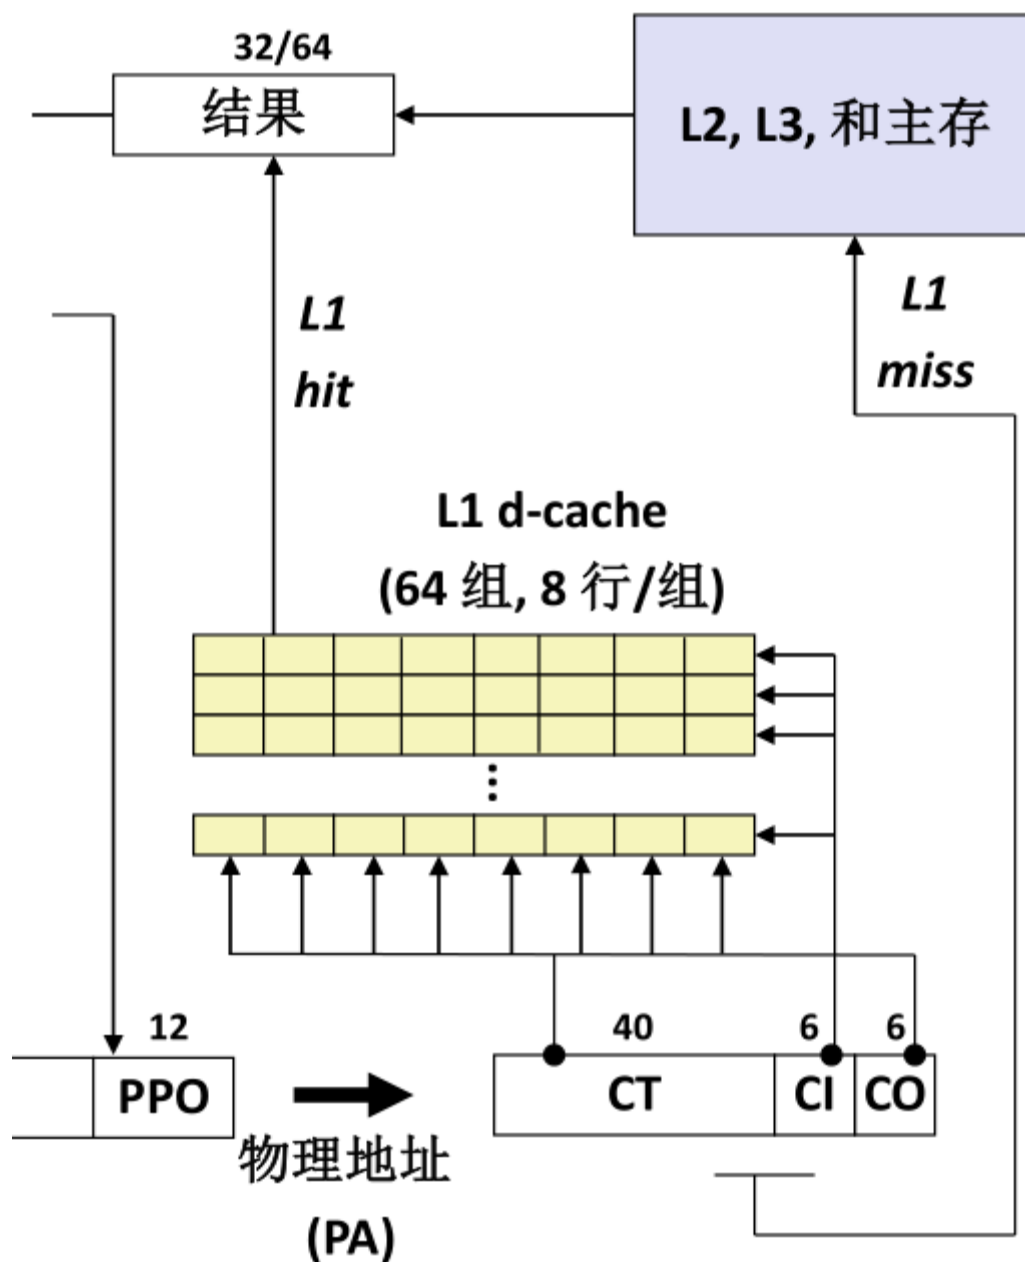 32/64
结果
L2, L3, 和主存
L1
hit
L1
miss
L1 d-cache
(64 组, 8 行/组)
...
12
40
6
6
PPO
CT
CI
CO
物理地址
(PA)